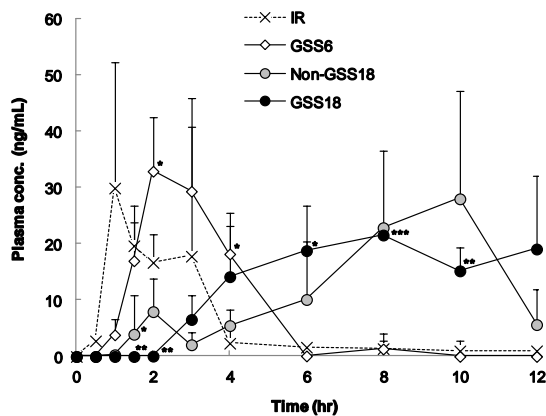 60
50
40
30
20
10
0
Plasma conc. (ng/mL)
IR
GSS6
Non-GSS18
GSS18
*
*
*
**
**
*
***
**
0 2 4 6 8 10 12
Time (hr)